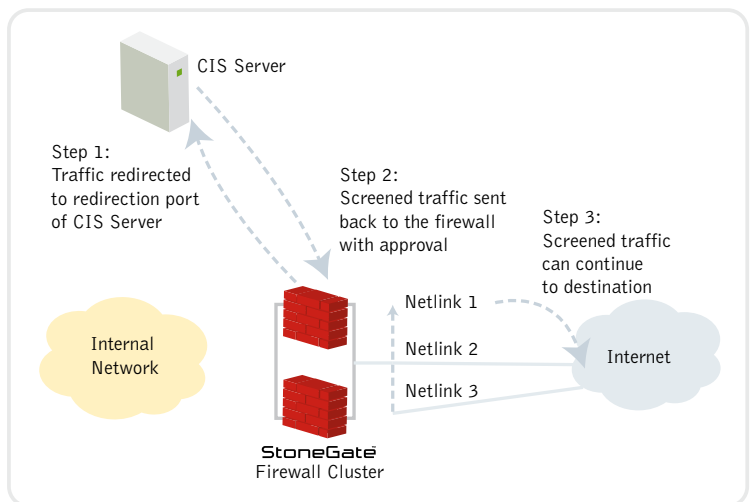 CIS Server
Step 1:
Traffic redirected
to redirection port
of CIS Server
Step 2:
Screened traffic sent
back to the firewall
with approval
Step 3:
Screened traffic
can continue
to destination
Netlink 1
Internal
Network
Netlink 2
Internet
Netlink 3
StoneGate™
Firewall Cluster